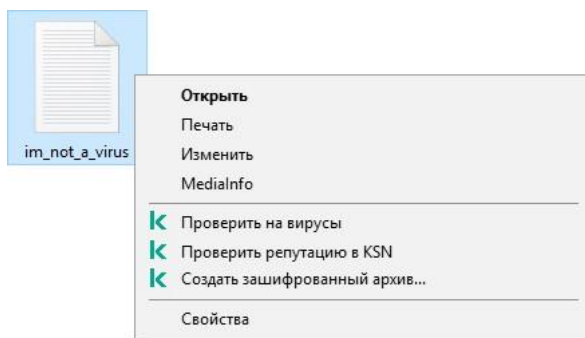 im_not_a_virus
Открыть
Печать
Изменить
MediaInfo
Проверить на вирусы
Проверить репутацию в KSN
Создать зашифрованный архив...
Свойства